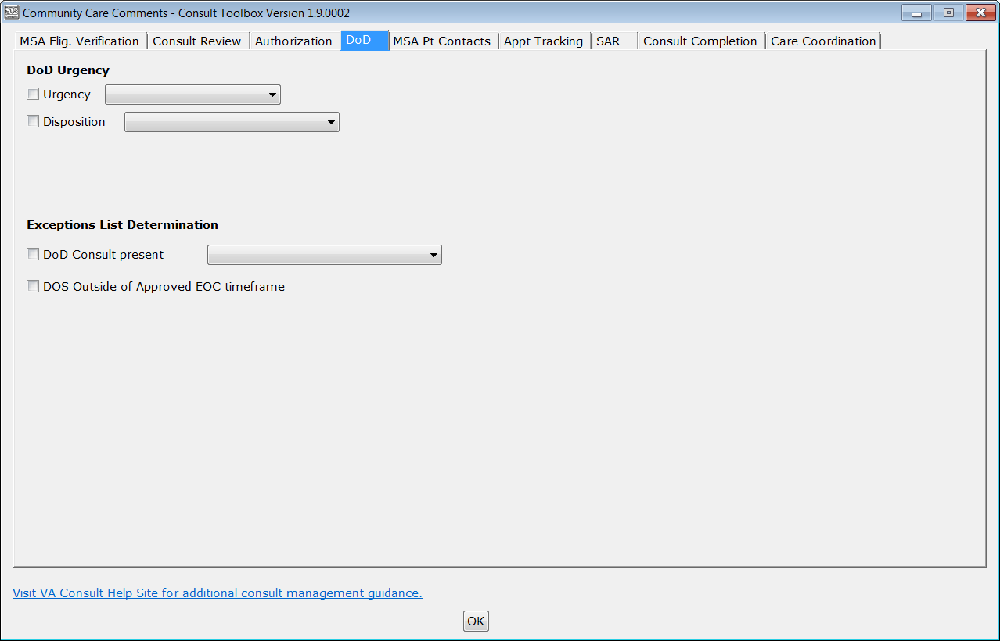 Community Care Comments - Consult Toolbox Version 1.9.0002
MSA Elig. Verification Consult Review Authorization DoD MSA Pt Contacts Appt Tracking SAR Consult Completion Care Coordination
DoD Urgency
Urgency
Disposition
Exceptions List Determination
DoD Consult present
DOS Outside of Approved EOC timeframe
Visit VA Consult Help Site for additional consult management guidance.
OK